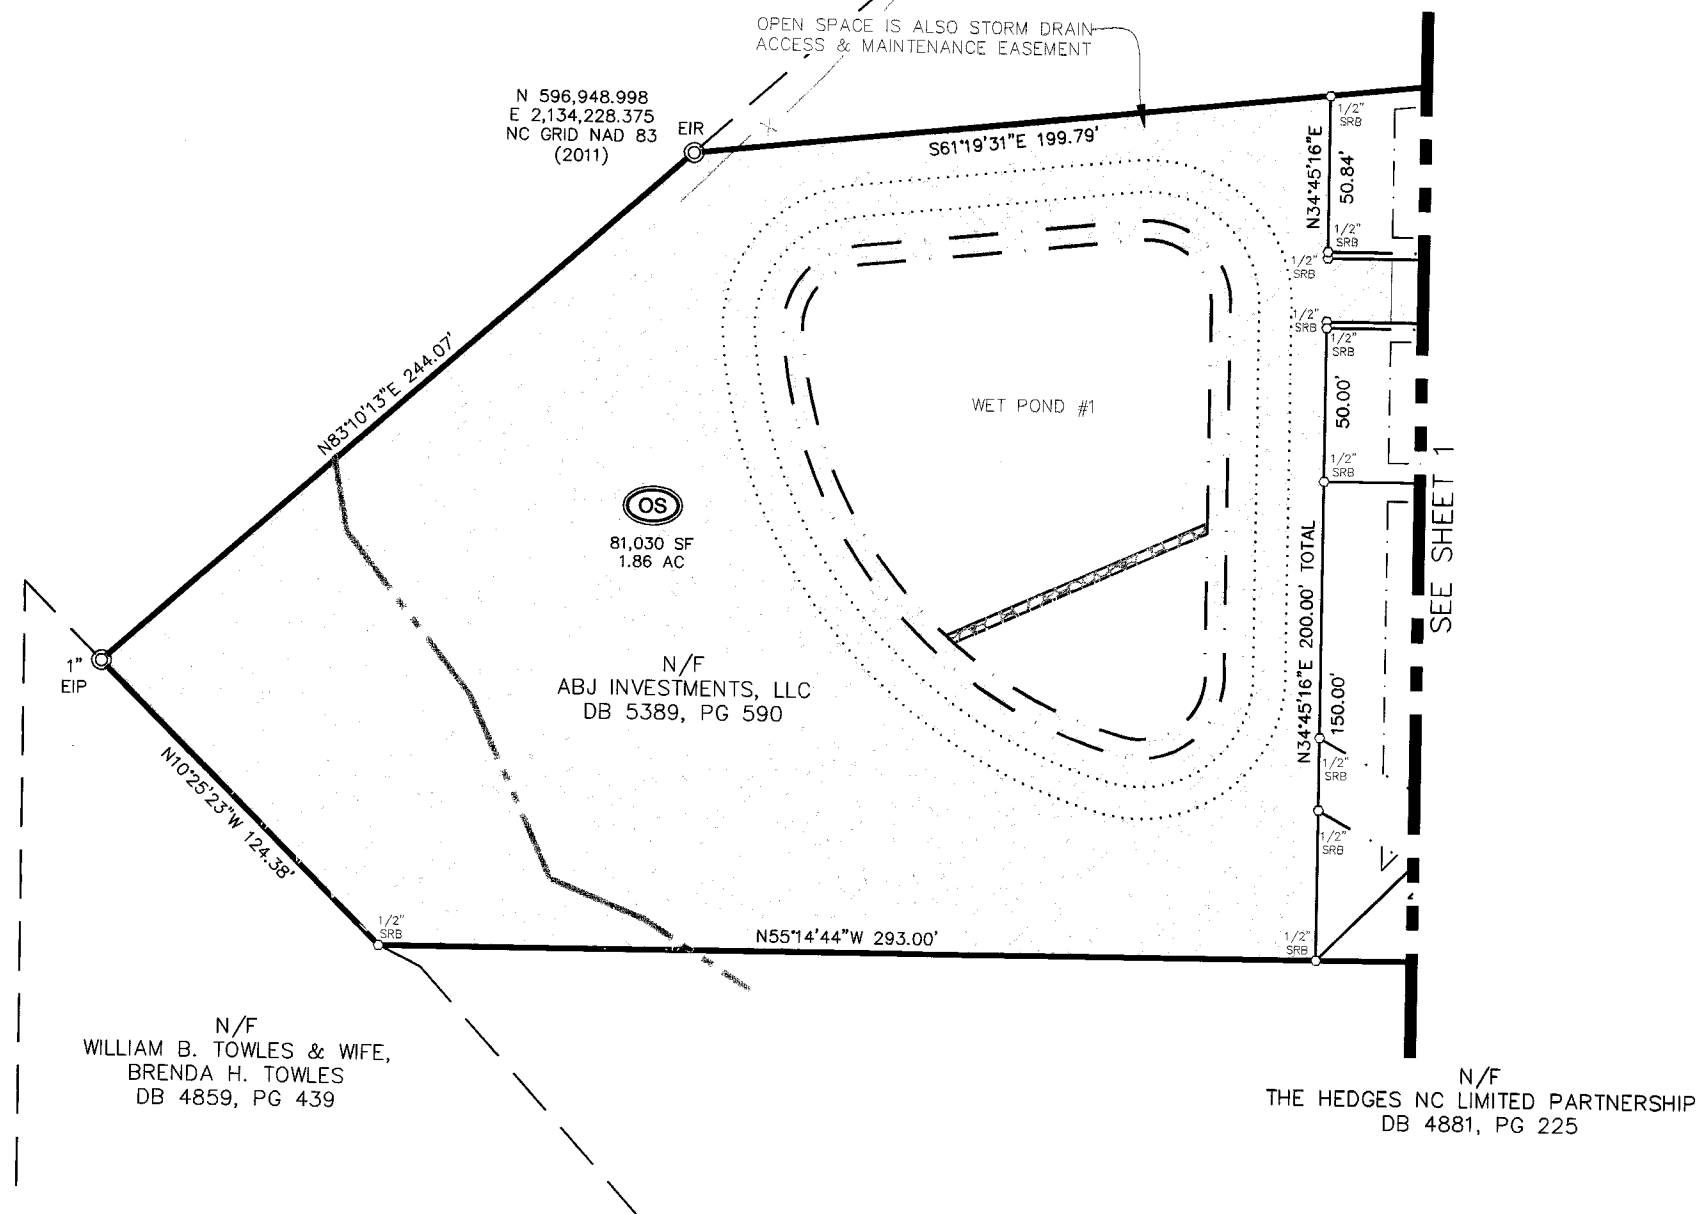 OPEN SPACE IS ALSO STORM DRAIN
ACCESS & MAINTENANCE EASEMENT
N 596,948.998
E 2,134,228.375
NC GRID NAD 83
(2011)
EIR
S61°19'31"E 199.79'
1/2"
SRB
N34°45'16"E
50.84'
1/2"
SRB
1/2"
SRB
1/2"
SRB
1/2"
SRB
N83°10'13"E 244.07'
WET POND #1
50.00'
1/2"
SRB
SEE SHEET 1
OS
81,030 SF
1.86 AC
N34°45'16"E 200.00' TOTAL
150.00'
1"
EIP
N/F
ABJ INVESTMENTS, LLC
DB 5389, PG 590
1/2"
SRB
N10°25'23"W 124.38'
1/2"
SRB
1/2"
SRB
N55°14'44"W 293.00'
1/2"
SRB
N/F
WILLIAM B. TOWLES & WIFE,
BRENDA H. TOWLES
DB 4859, PG 439
N/F
THE HEDGES NC LIMITED PARTNERSHIP
DB 4881, PG 225